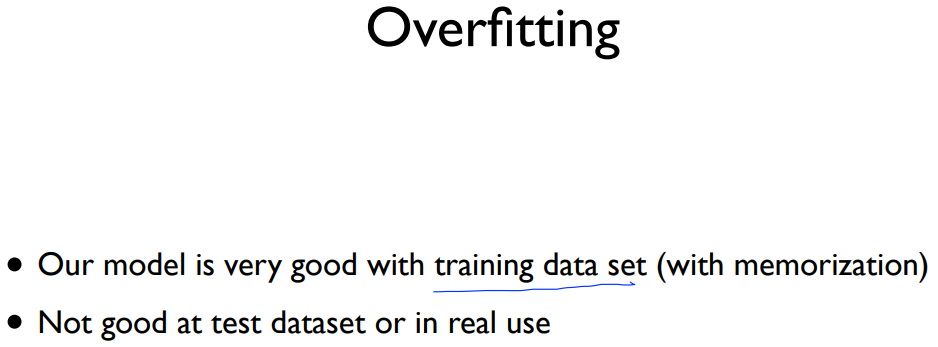 Overfitting
• Our model is very good with training data set (with memorization)
• Not good at test dataset or in real use